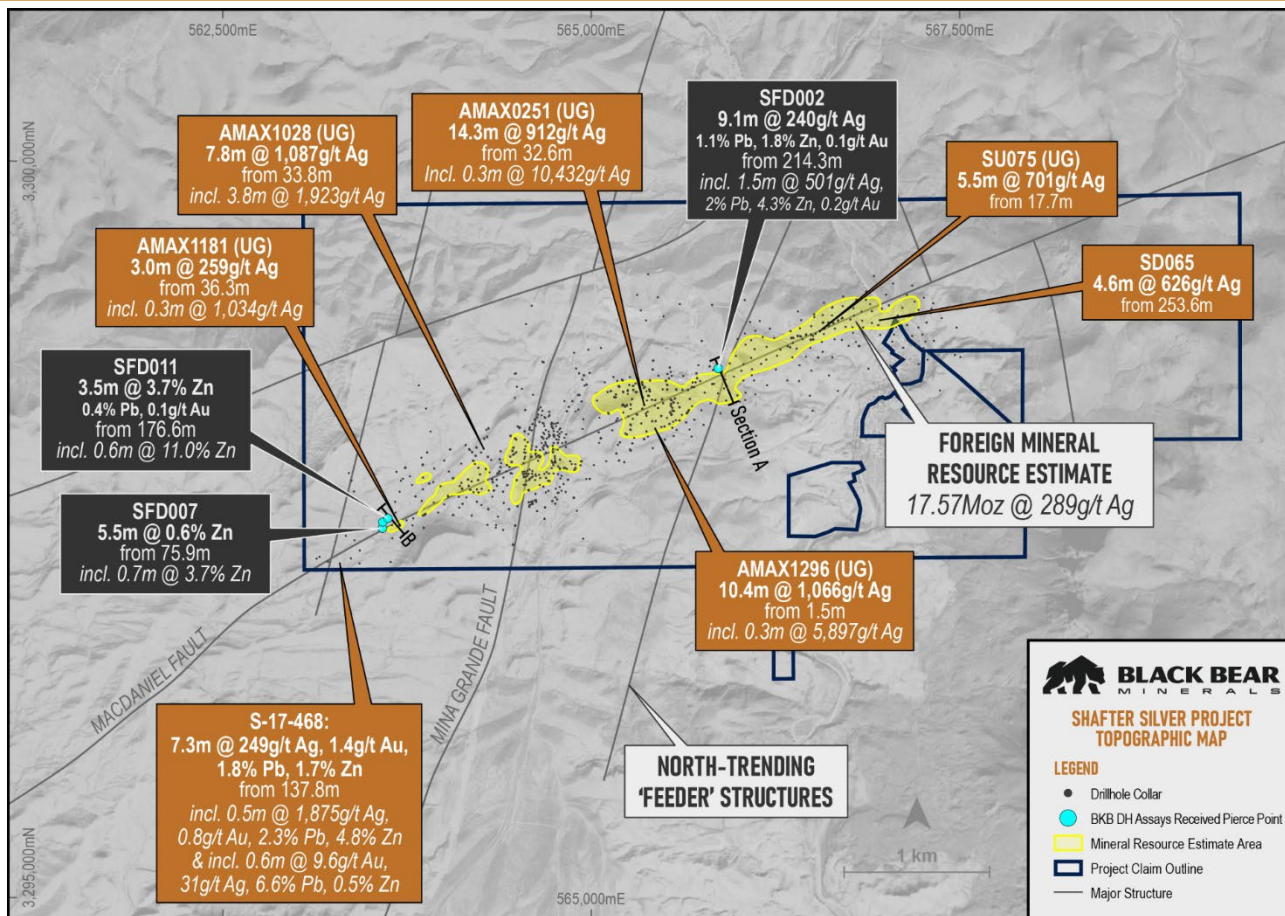 562,500mE
565,000mE
567,500mE
3,300,000mN
3,295,000mN
AMAX1028 (UG)
7.8m @ 1,087g/t Ag
from 33.8m
incl. 3.8m @ 1,923g/t Ag
AMAX0251 (UG)
14.3m @ 912g/t Ag
from 32.6m
Incl. 0.3m @ 10,432g/t Ag
SFD002
9.1m @ 240g/t Ag
1.1% Pb, 1.8% Zn, 0.1g/t Au
from 214.3m
incl. 1.5m @ 501g/t Ag,
2% Pb, 4.3% Zn, 0.2g/t Au
SU075 (UG)
5.5m @ 701g/t Ag
from 17.7m
AMAX1181 (UG)
3.0m @ 259g/t Ag
from 36.3m
incl. 0.3m @ 1,034g/t Ag
SD065
4.6m @ 626g/t Ag
from 253.6m
SFD011
3.5m @ 3.7% Zn
0.4% Pb, 0.1g/t Au
from 176.6m
incl. 0.6m @ 11.0% Zn
SFD007
5.5m @ 0.6% Zn
from 75.9m
incl. 0.7m @ 3.7% Zn
Section A
B
FOREIGN MINERAL
RESOURCE ESTIMATE
17.57Moz @ 289g/t Ag
AMAX1296 (UG)
10.4m @ 1,066g/t Ag
from 1.5m
incl. 0.3m @ 5,897g/t Ag
MACDANIEL FAULT
MINA GRANDE FAULT
S-17-468:
7.3m @ 249g/t Ag, 1.4g/t Au,
1.8% Pb, 1.7% Zn
from 137.8m
incl. 0.5m @ 1,875g/t Ag,
0.8g/t Au, 2.3% Pb, 4.8% Zn
& incl. 0.6m @ 9.6g/t Au,
31g/t Ag, 6.6% Pb, 0.5% Zn
NORTH-TRENDING
'FEEDER' STRUCTURES
1 km
565,000mE
BLACK BEAR
MINERALS
SHAFTER SILVER PROJECT
TOPOGRAPHIC MAP
LEGEND
Drillhole Collar
BKB DH Assays Received Pierce Point
Mineral Resource Estimate Area
Project Claim Outline
Major Structure